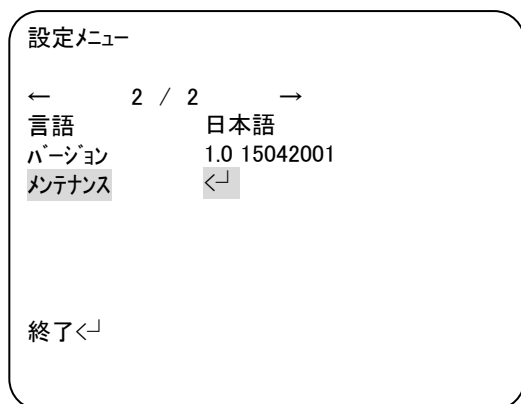 設定ﾒﾆｭｰ
← 2 / 2 →
言語 日本語
ﾊﾞｰｼﾞｮﾝ 1.0 15042001
ﾒﾝﾃﾅﾝｽ <┘
終了<┘